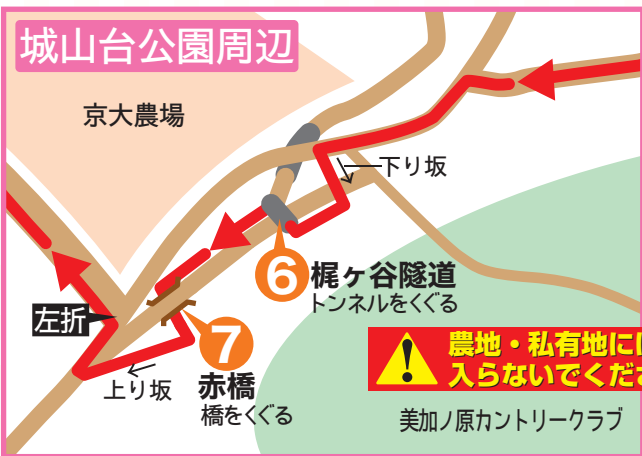 城山台公園周辺
京大農場
下り坂
6 梶ヶ谷隧道
トンネルをくぐる
左折
7
赤橋
橋をくぐる
上り坂
農地・私有地に
入らないでくだ
美加ノ原カントリークラブ